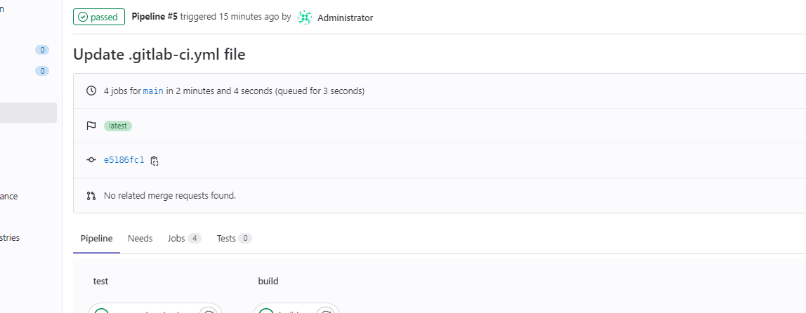 passed Pipeline #5 triggered 15 minutes ago by Administrator
0
Update .gitlab-ci.yml file
0
4 jobs for main in 2 minutes and 4 seconds (queued for 3 seconds)
latest
e5186fc1
No related merge requests found.
ance
stries
Pipeline Needs Jobs 4 Tests 0
test build